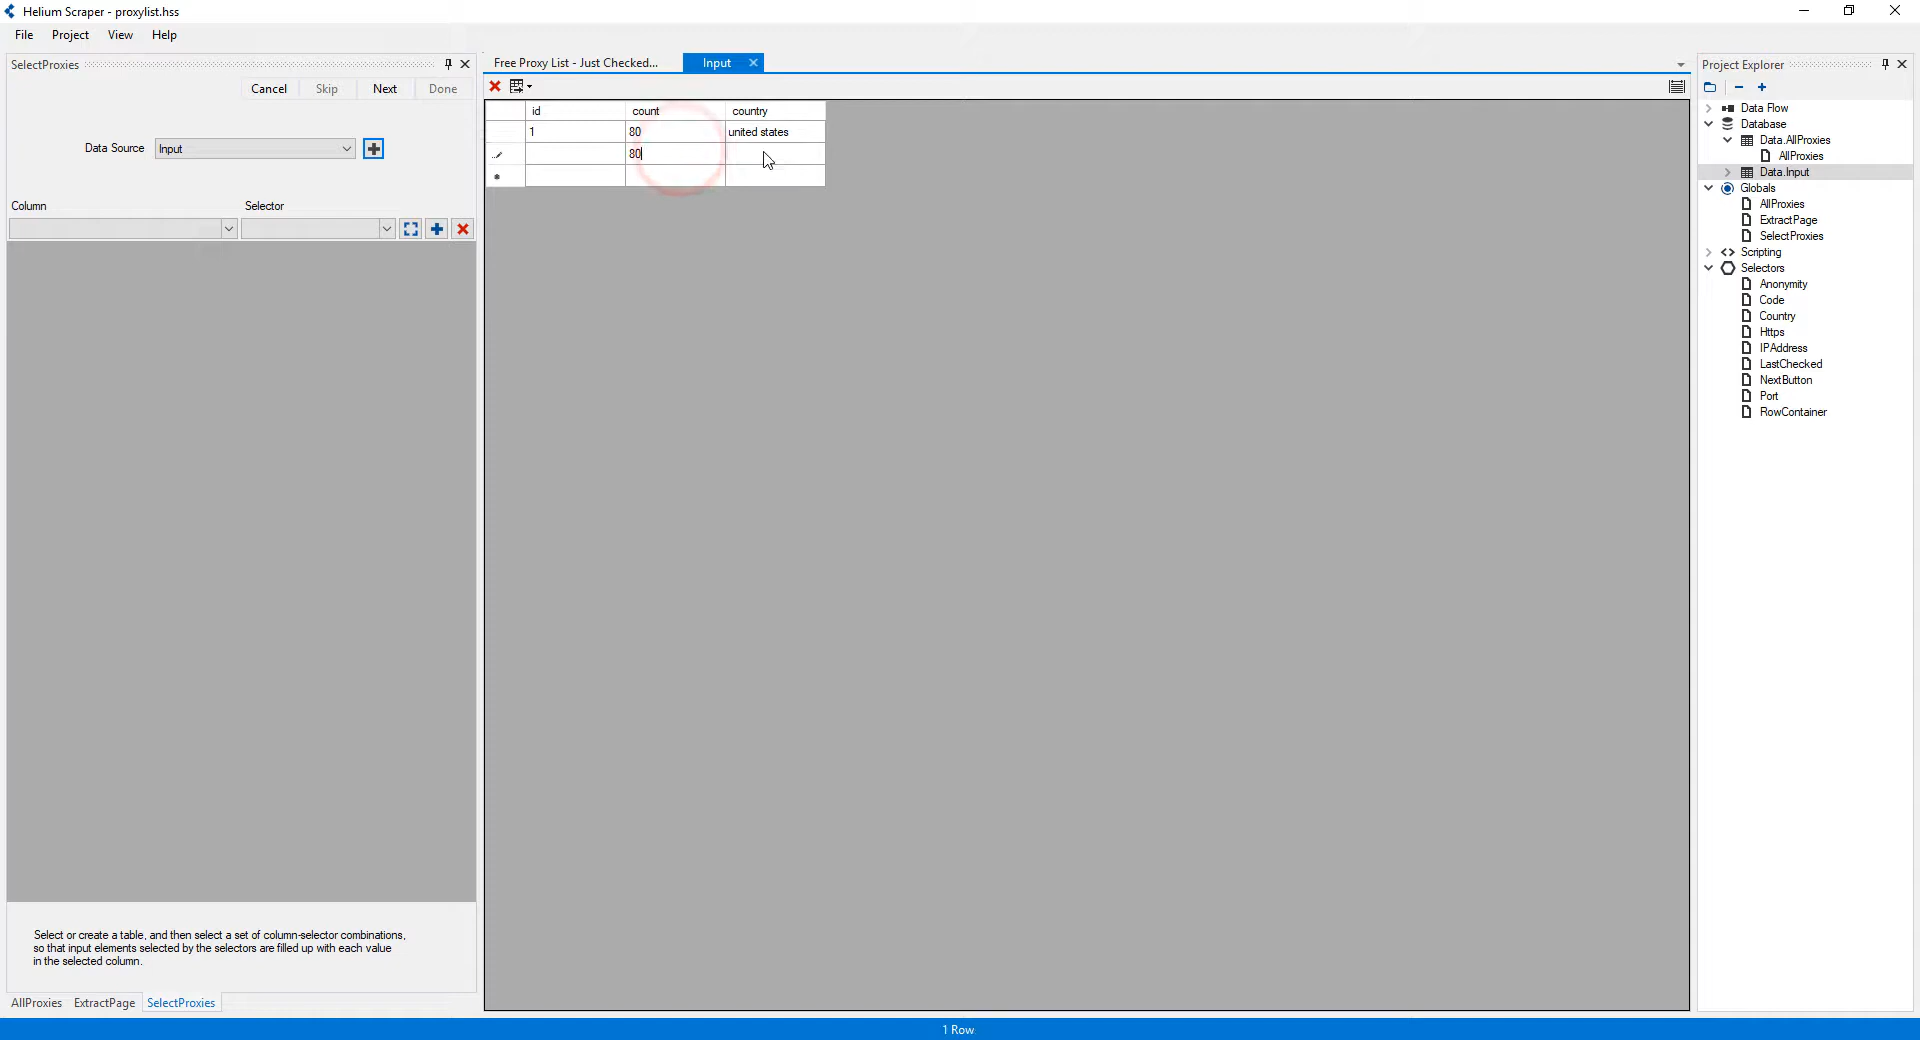 Helium Scraper - proxylist.hss
File Project View Help
SelectProxies
Cancel Skip Next Done
Data Source Input
Column Selector
Select or create a table, and then select a set of column-selector combinations,
so that input elements selected by the selectors are filled up with each value
in the selected column.
AllProxies ExtractPage SelectProxies
Free Proxy List - Just Checked... Input
id count country
1 80 united states
80
Project Explorer
Data Flow
Database
Data.AllProxies
AllProxies
Data.Input
Globals
AllProxies
ExtractPage
SelectProxies
Scripting
Selectors
Anonymity
Code
Country
Https
IPAddress
LastChecked
NextButton
Port
RowContainer
1 Row